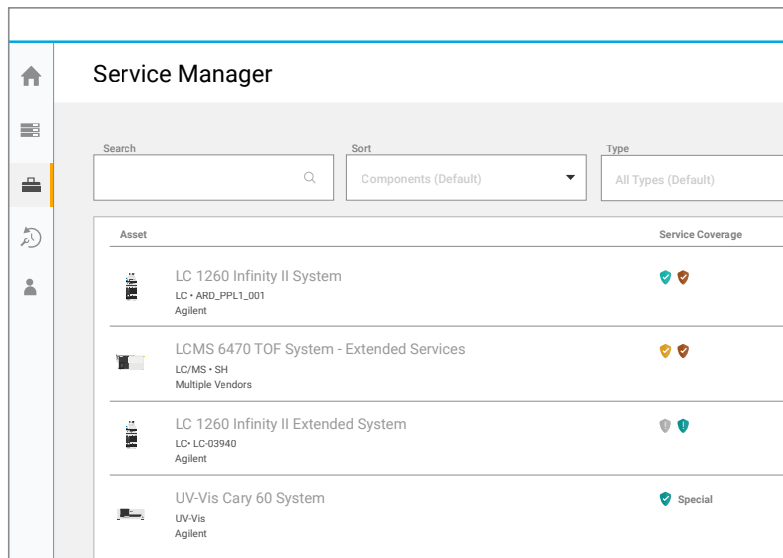 Service Manager
Search
Sort
Type
Components (Default)
All Types (Default)
Asset
Service Coverage
LC 1260 Infinity II System
LC • ARD_PPL1_001
Agilent
LCMS 6470 TOF System - Extended Services
LC/MS • SH
Multiple Vendors
LC 1260 Infinity II Extended System
LC• LC-03940
Agilent
UV-Vis Cary 60 System
Special
UV-Vis
Agilent